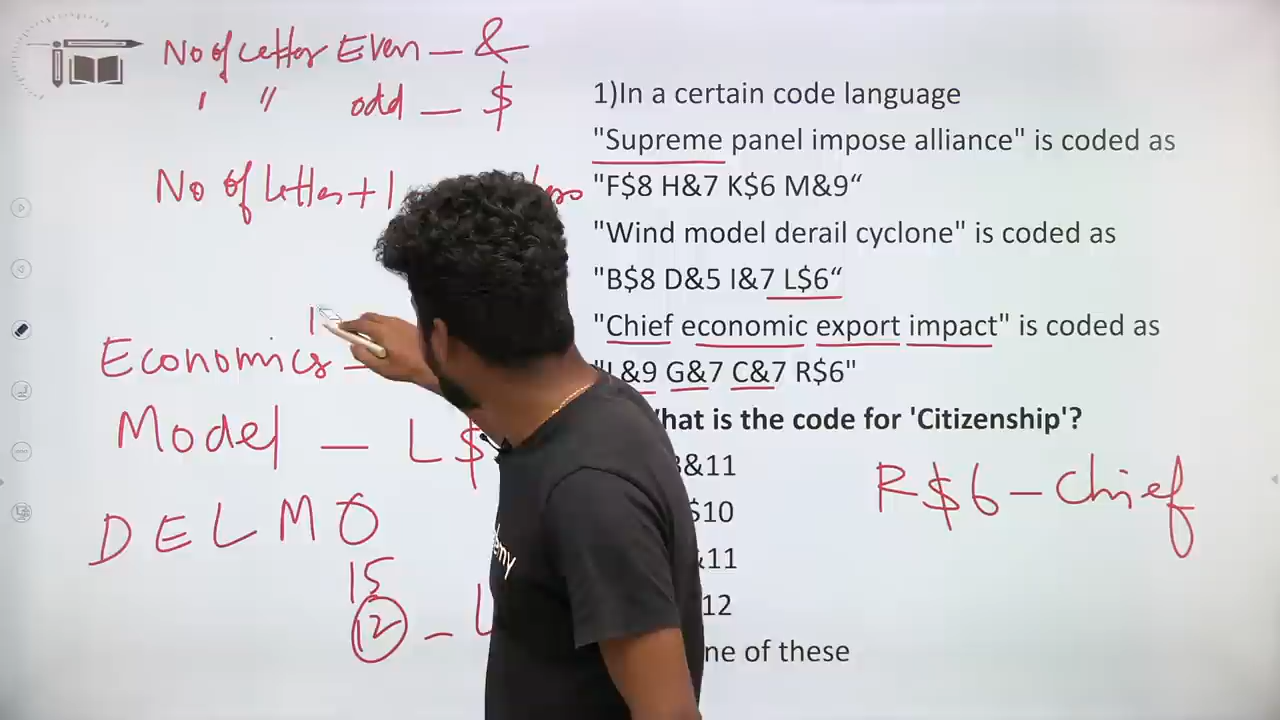 No of Letter Even - &
" " odd - $
No of Letter + 1
Economics -
Model - L$
DELMO
15
12 - L
1)In a certain code language
"Supreme panel impose alliance" is coded as
"F$8 H&7 K$6 M&9“
"Wind model derail cyclone" is coded as
"B$8 D&5 I&7 L$6“
"Chief economic export impact" is coded as
L&9 G&7 C&7 R$6"
What is the code for 'Citizenship'?
&11
$10
&11
12
of these
R$6 - Chief